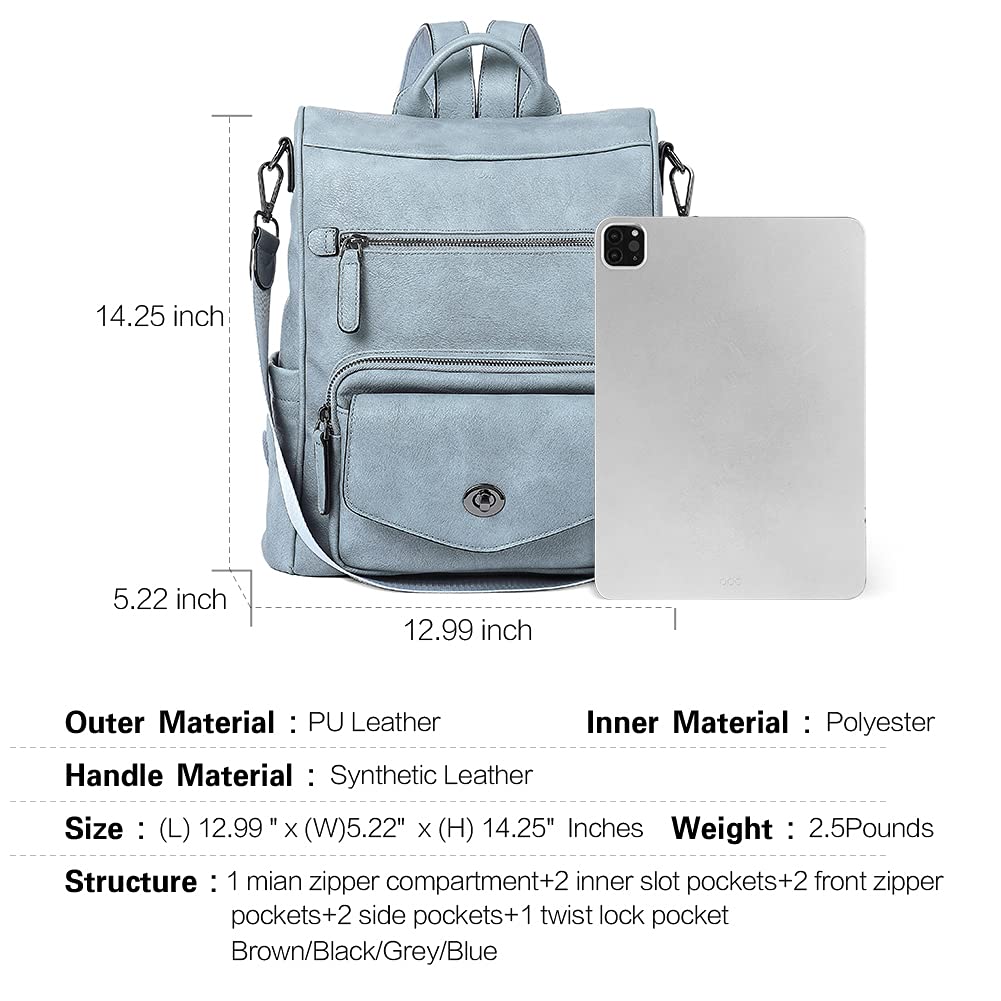 14.25 inch
5.22 inch
12.99 inch
Outer Material : PU Leather Inner Material : Polyester
Handle Material : Synthetic Leather
Size : (L) 12.99 " x (W)5.22" x (H) 14.25" Inches Weight : 2.5Pounds
Structure : 1 mian zipper compartment+2 inner slot pockets+2 front zipper
pockets+2 side pockets+1 twist lock pocket
Brown/Black/Grey/Blue